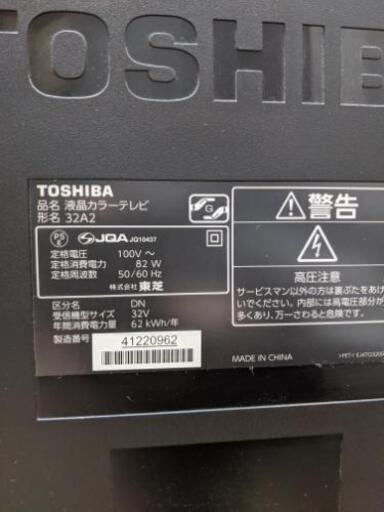 TOSHIB
TOSHIBA
品名 液晶カラーテレビ
形名 32A2
PS E JQA JQ10437
定格電圧 100V ～
定格消費電力 82 W
定格周波数 50/60 Hz
株式会社 東芝
区分 DN
受信機型サイズ 32V
年間消費電力量 62 kWh/年
製造番号 41220962
警告
高圧注意
サービスマン以外の方は裏ぶたをあけ
いでください。内部には高電圧部分が
多くあり、万一さわると危険です。
MADE IN CHINA